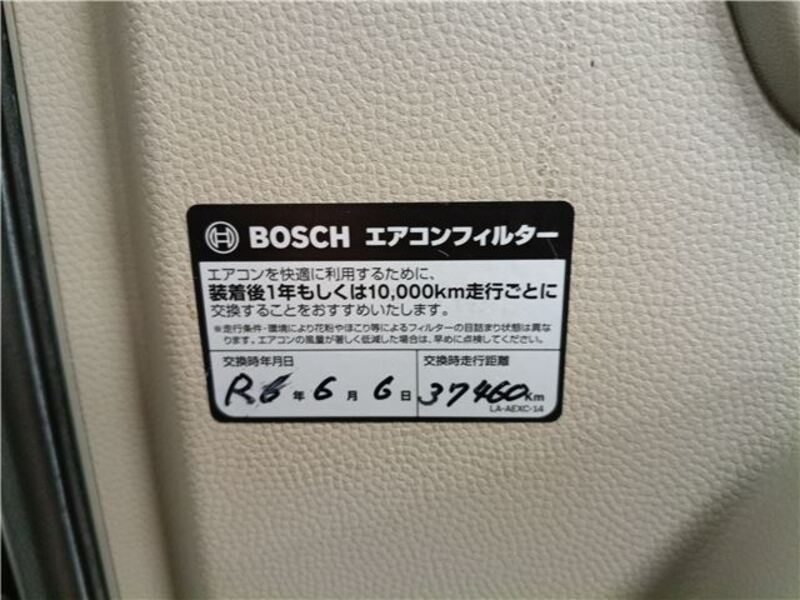 BOSCH エアコンフィルター
エアコンを快適に利用するために、
装着後1年もしくは10,000km走行ごとに
交換することをおすすめいたします。
※走行条件・環境により花粉やほこり等によるフィルターの目詰まり状態は異な
ります。エアコンの風量が著しく低減した場合は、早めに点検してください。
交換時年月日 交換時走行距離
R6年 6月 6日 37460Km
LA-AEXC-14